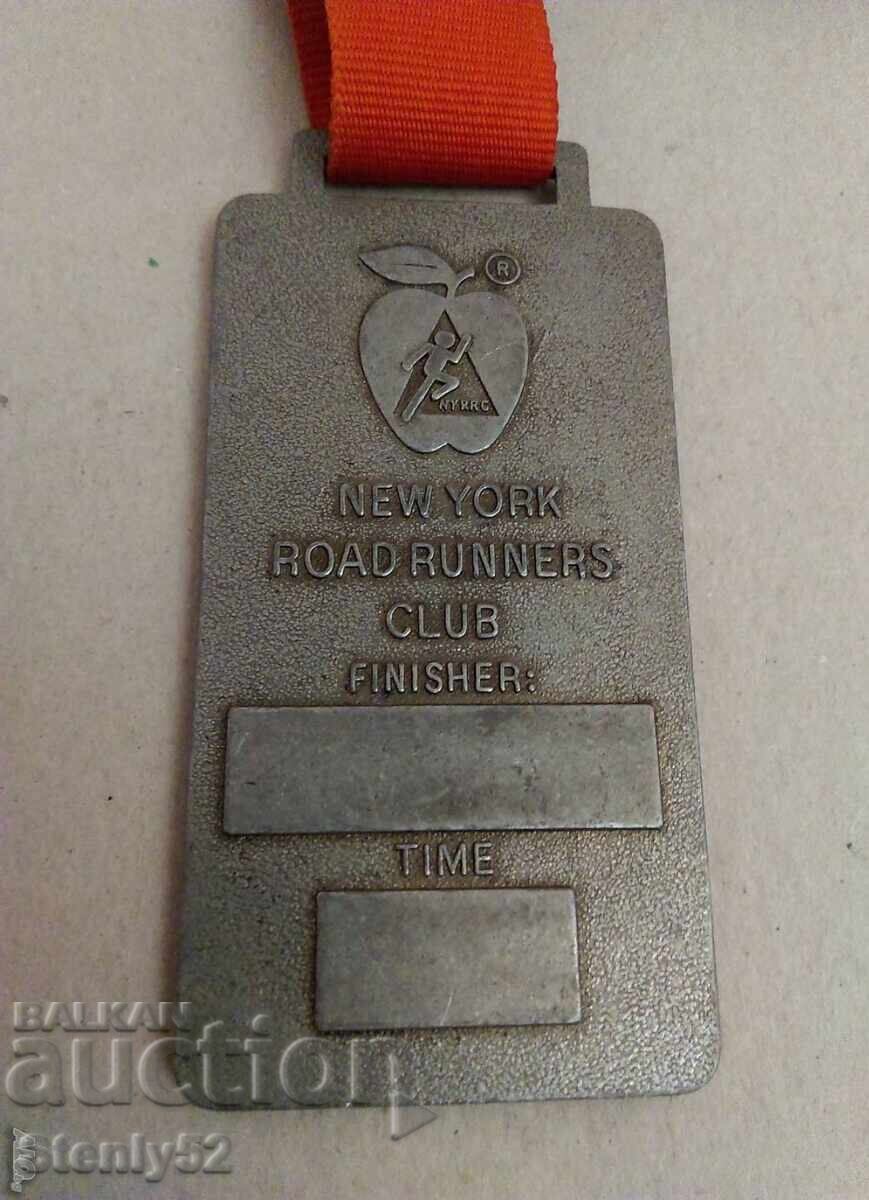 ®
NYRRC
NEW YORK
ROAD RUNNERS
CLUB
FINISHER:
TIME
BALKAN
auction
stenly52